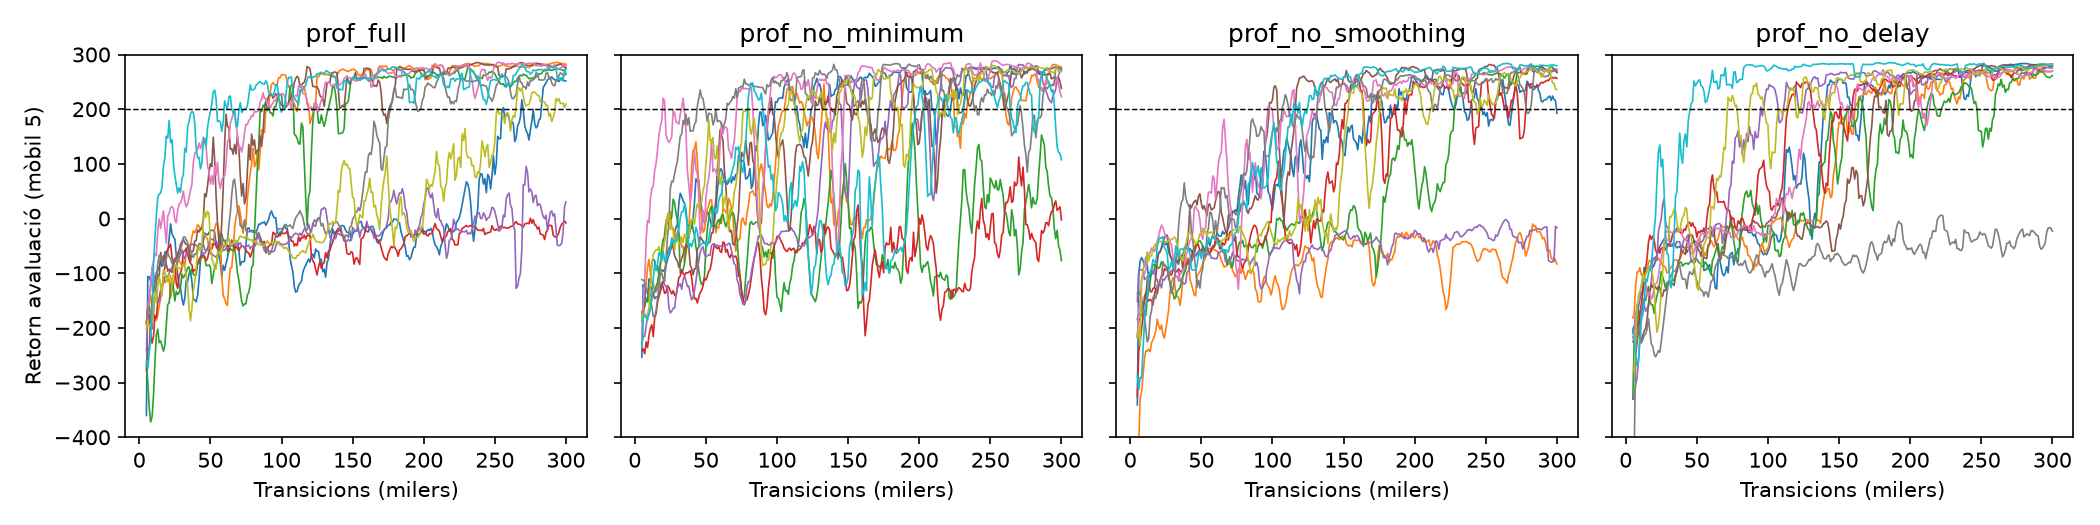 prof_full
prof_no_minimum
prof_no_smoothing
prof_no_delay
Retorn avaluació (mòbil 5)
300
200
100
0
−100
−200
−300
−400
0 50 100 150 200 250 300
0 50 100 150 200 250 300
0 50 100 150 200 250 300
0 50 100 150 200 250 300
Transicions (milers)
Transicions (milers)
Transicions (milers)
Transicions (milers)